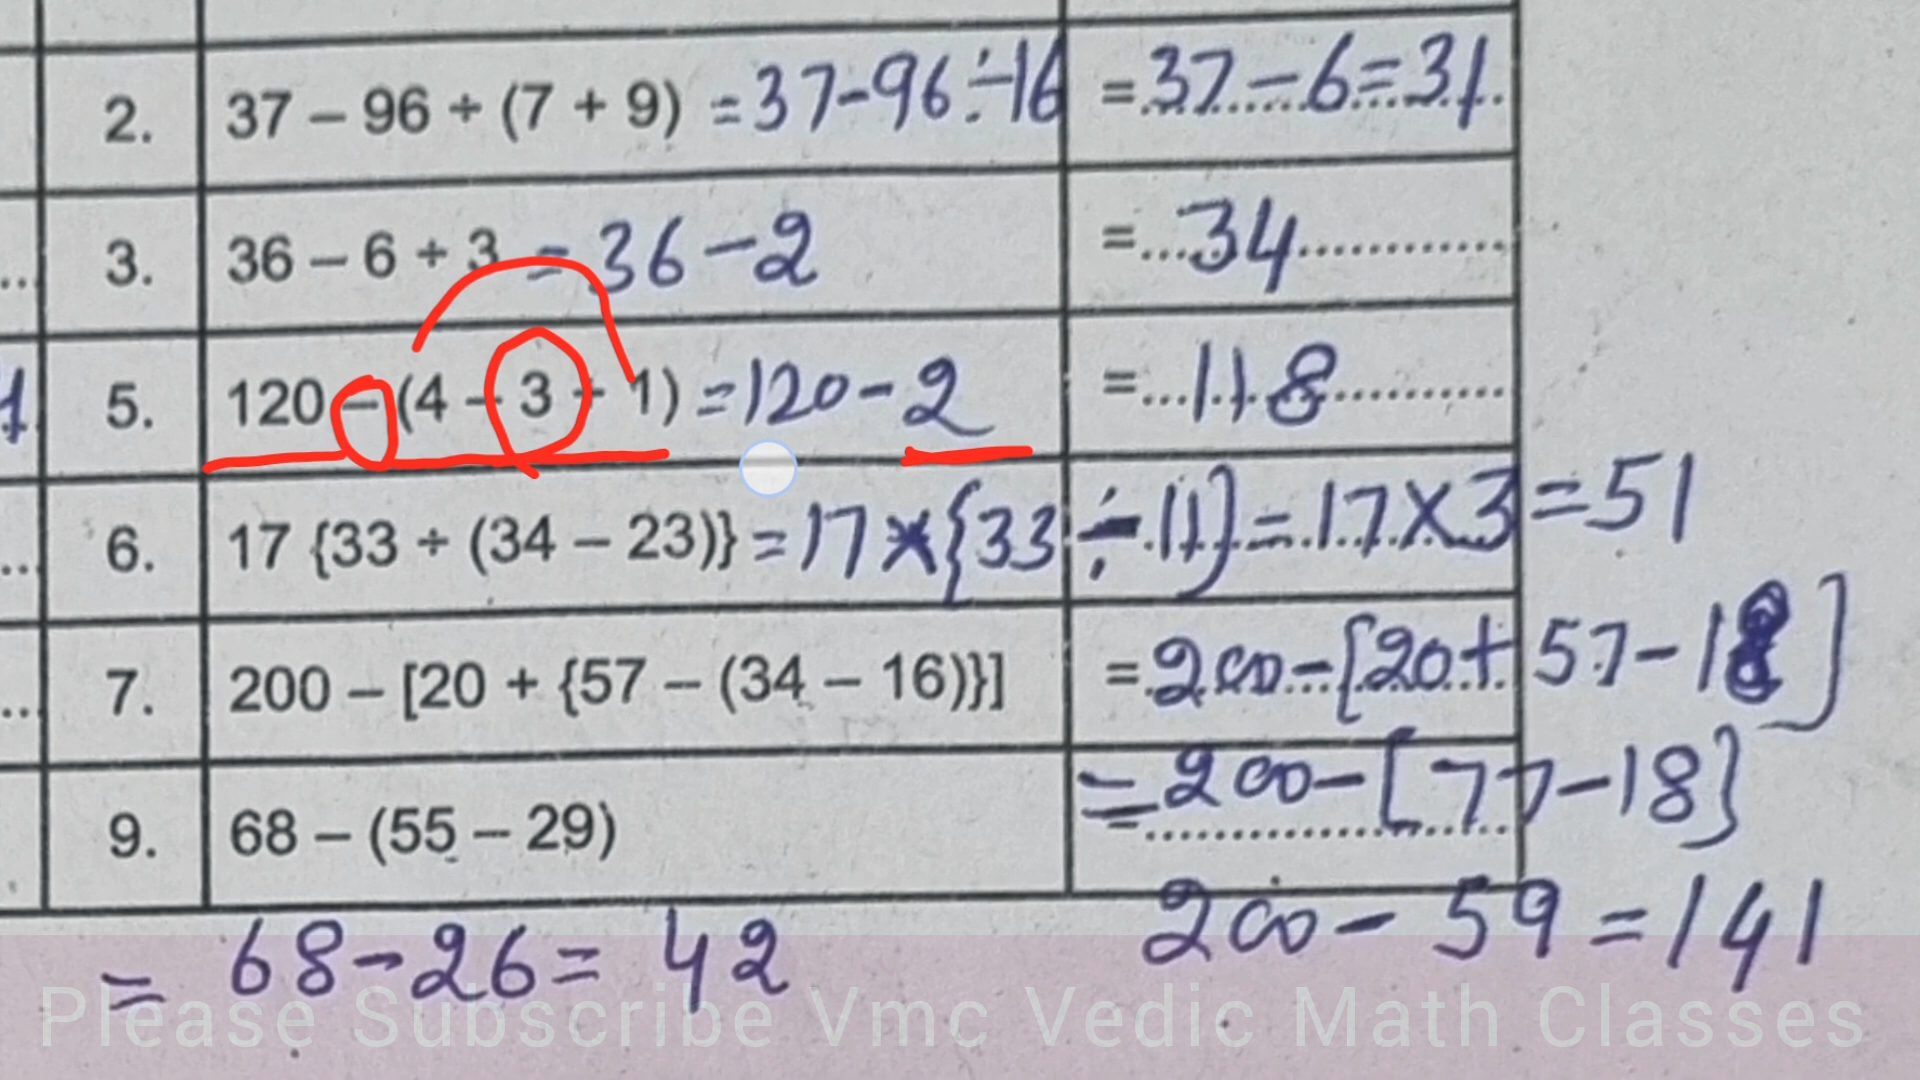 2. 37 – 96 ÷ (7 + 9) = 37-96÷16 = 37-6=31
3. 36 – 6 ÷ 3 = 36-2 = 34
5. 120 – (4 – 3 + 1) = 120-2 = 118
6. 17 {33 ÷ (34 – 23)} = 17×{33÷11} = 17×3 = 51
7. 200 – [20 + {57 – (34 – 16)}] = 200-[20+57-18]
= 200-[77-18]
9. 68 – (55 – 29) =
200-59=141
= 68-26= 42
Please Subscribe Vmc Vedic Math Classes